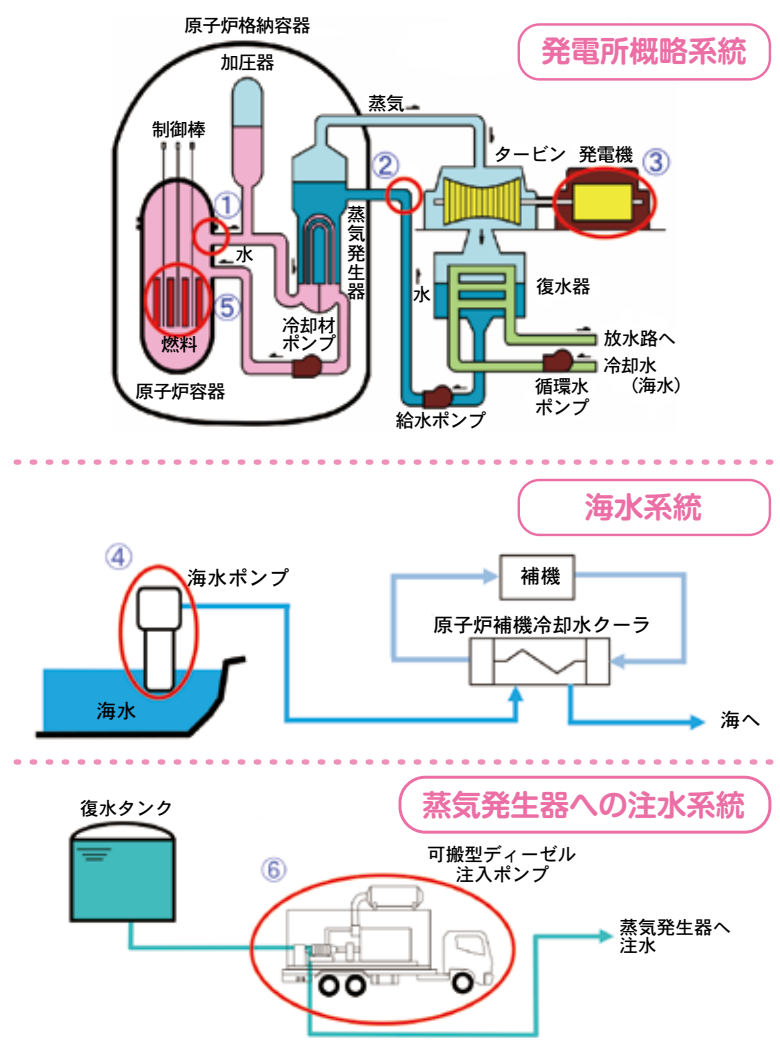 発電所概略系統
原子炉格納容器
加圧器
蒸気
制御棒
タービン
発電機
③
②
①
水
蒸気発生器
⑤
燃料
冷却材
ポンプ
原子炉容器
水
復水器
放水路へ
冷却水
（海水）
循環水
ポンプ
給水ポンプ
海水系統
④
海水ポンプ
補機
原子炉補機冷却水クーラ
海水
海へ
蒸気発生器への注水系統
復水タンク
⑥
可搬型ディーゼル
注入ポンプ
蒸気発生器へ
注水